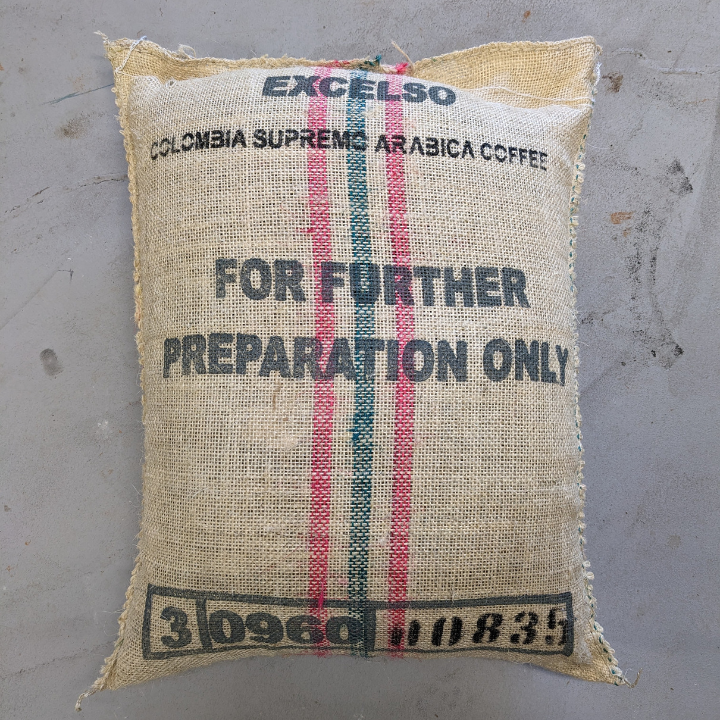 EXCELSO
COLOMBIA SUPREMO ARABICA COFFEE
FOR FURTHER
PREPARATION ONLY
3 0960 00835